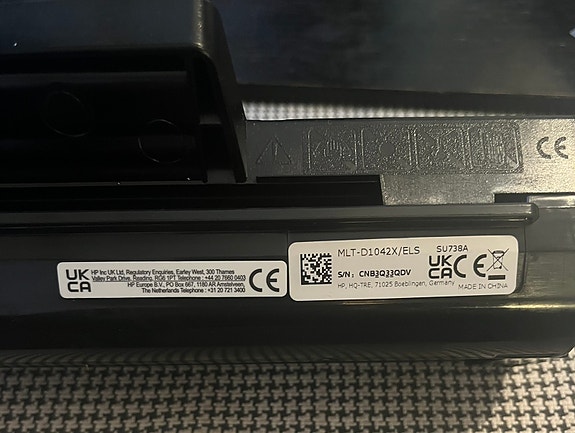 CE
UK
CA
HP Inc UK Ltd, Regulatory Enquiries, Earley West, 300 Thames
Valley Park Drive, Reading, RG6 1PT Telephone : +44 20 7660 0403
HP Europe B.V., PO Box 667, 1180 AR Amstelveen,
The Netherlands Telephone : +31 20 721 3400
CE
MLT-D1042X/ELS SU738A
S/N: CNB3Q33QDV
UK
CA
CE
HP, HQ-TRE, 71025 Boeblingen, Germany MADE IN CHINA